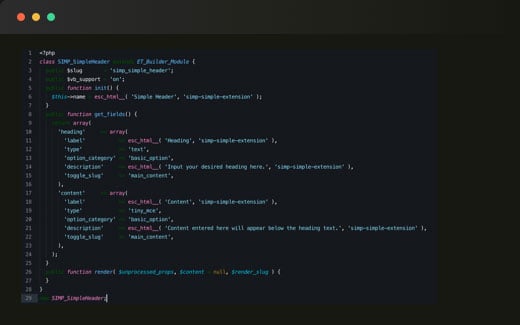 1 <?php
2 class SIMP_SimpleHeader extends ET_Builder_Module {
3 public $slug = 'simp_simple_header';
4 public $vb_support = 'on';
5 public function init() {
6 $this->name = esc_html__( 'Simple Header', 'simp-simple-extension' );
7 }
8 public function get_fields() {
9 return array(
10 'heading' => array(
11 'label' => esc_html__( 'Heading', 'simp-simple-extension' ),
12 'type' => 'text',
13 'option_category' => 'basic_option',
14 'description' => esc_html__( 'Input your desired heading here.', 'simp-simple-extension' ),
15 'toggle_slug' => 'main_content',
16 ),
17 'content' => array(
18 'label' => esc_html__( 'Content', 'simp-simple-extension' ),
19 'type' => 'tiny_mce',
20 'option_category' => 'basic_option',
21 'description' => esc_html__( 'Content entered here will appear below the heading text.', 'simp-simple-extension' ),
22 'toggle_slug' => 'main_content',
23 ),
24 );
25 }
26 public function render( $unprocessed_props, $content = null, $render_slug ) {
27 }
28 }
29 new SIMP_SimpleHeader;